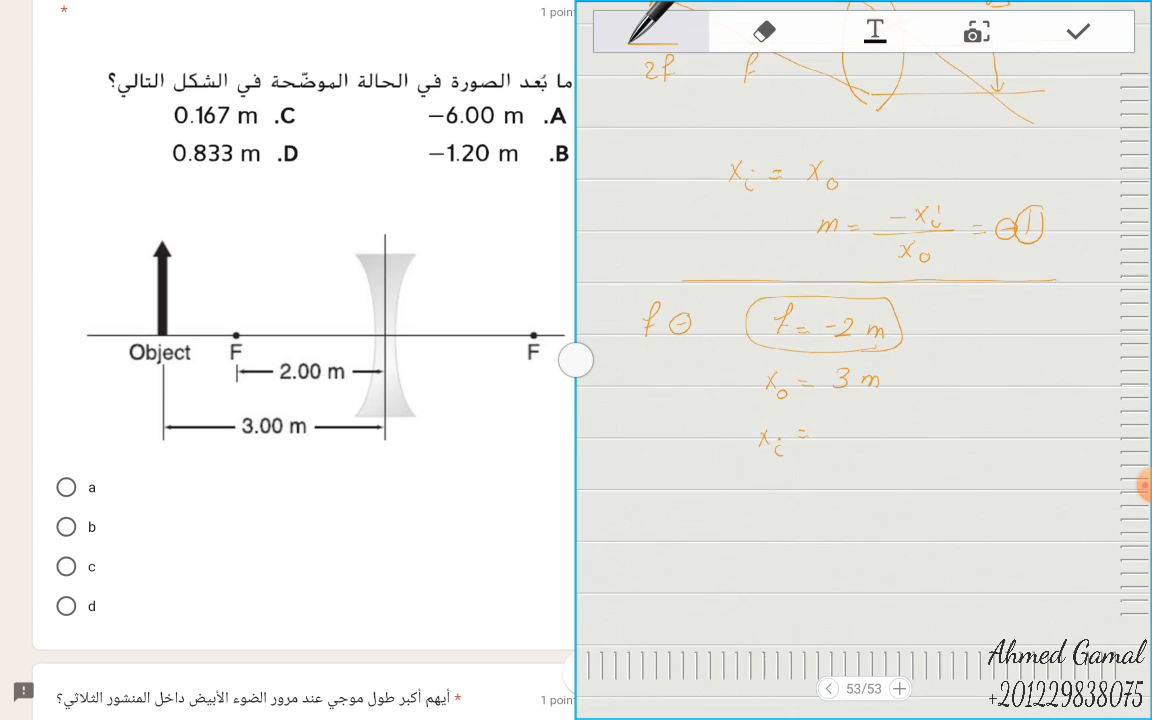 *
1 poin
ما بُعد الصورة في الحالة الموضّحة في الشكل التالي؟
−6.00 m .A
0.167 m .C
−1.20 m .B
0.833 m .D
Object
F
F
2.00 m
3.00 m
a
b
c
d
* أيهم أكبر طول موجي عند مرور الضوء الأبيض داخل المنشور الثلاثي؟
1 poin
T
2f
f
xi = xo
m = -xi / xo = -1
f ⊖ f = -2 m
xo = 3 m
xi =
53/53
Ahmed Gamal
+201229838075